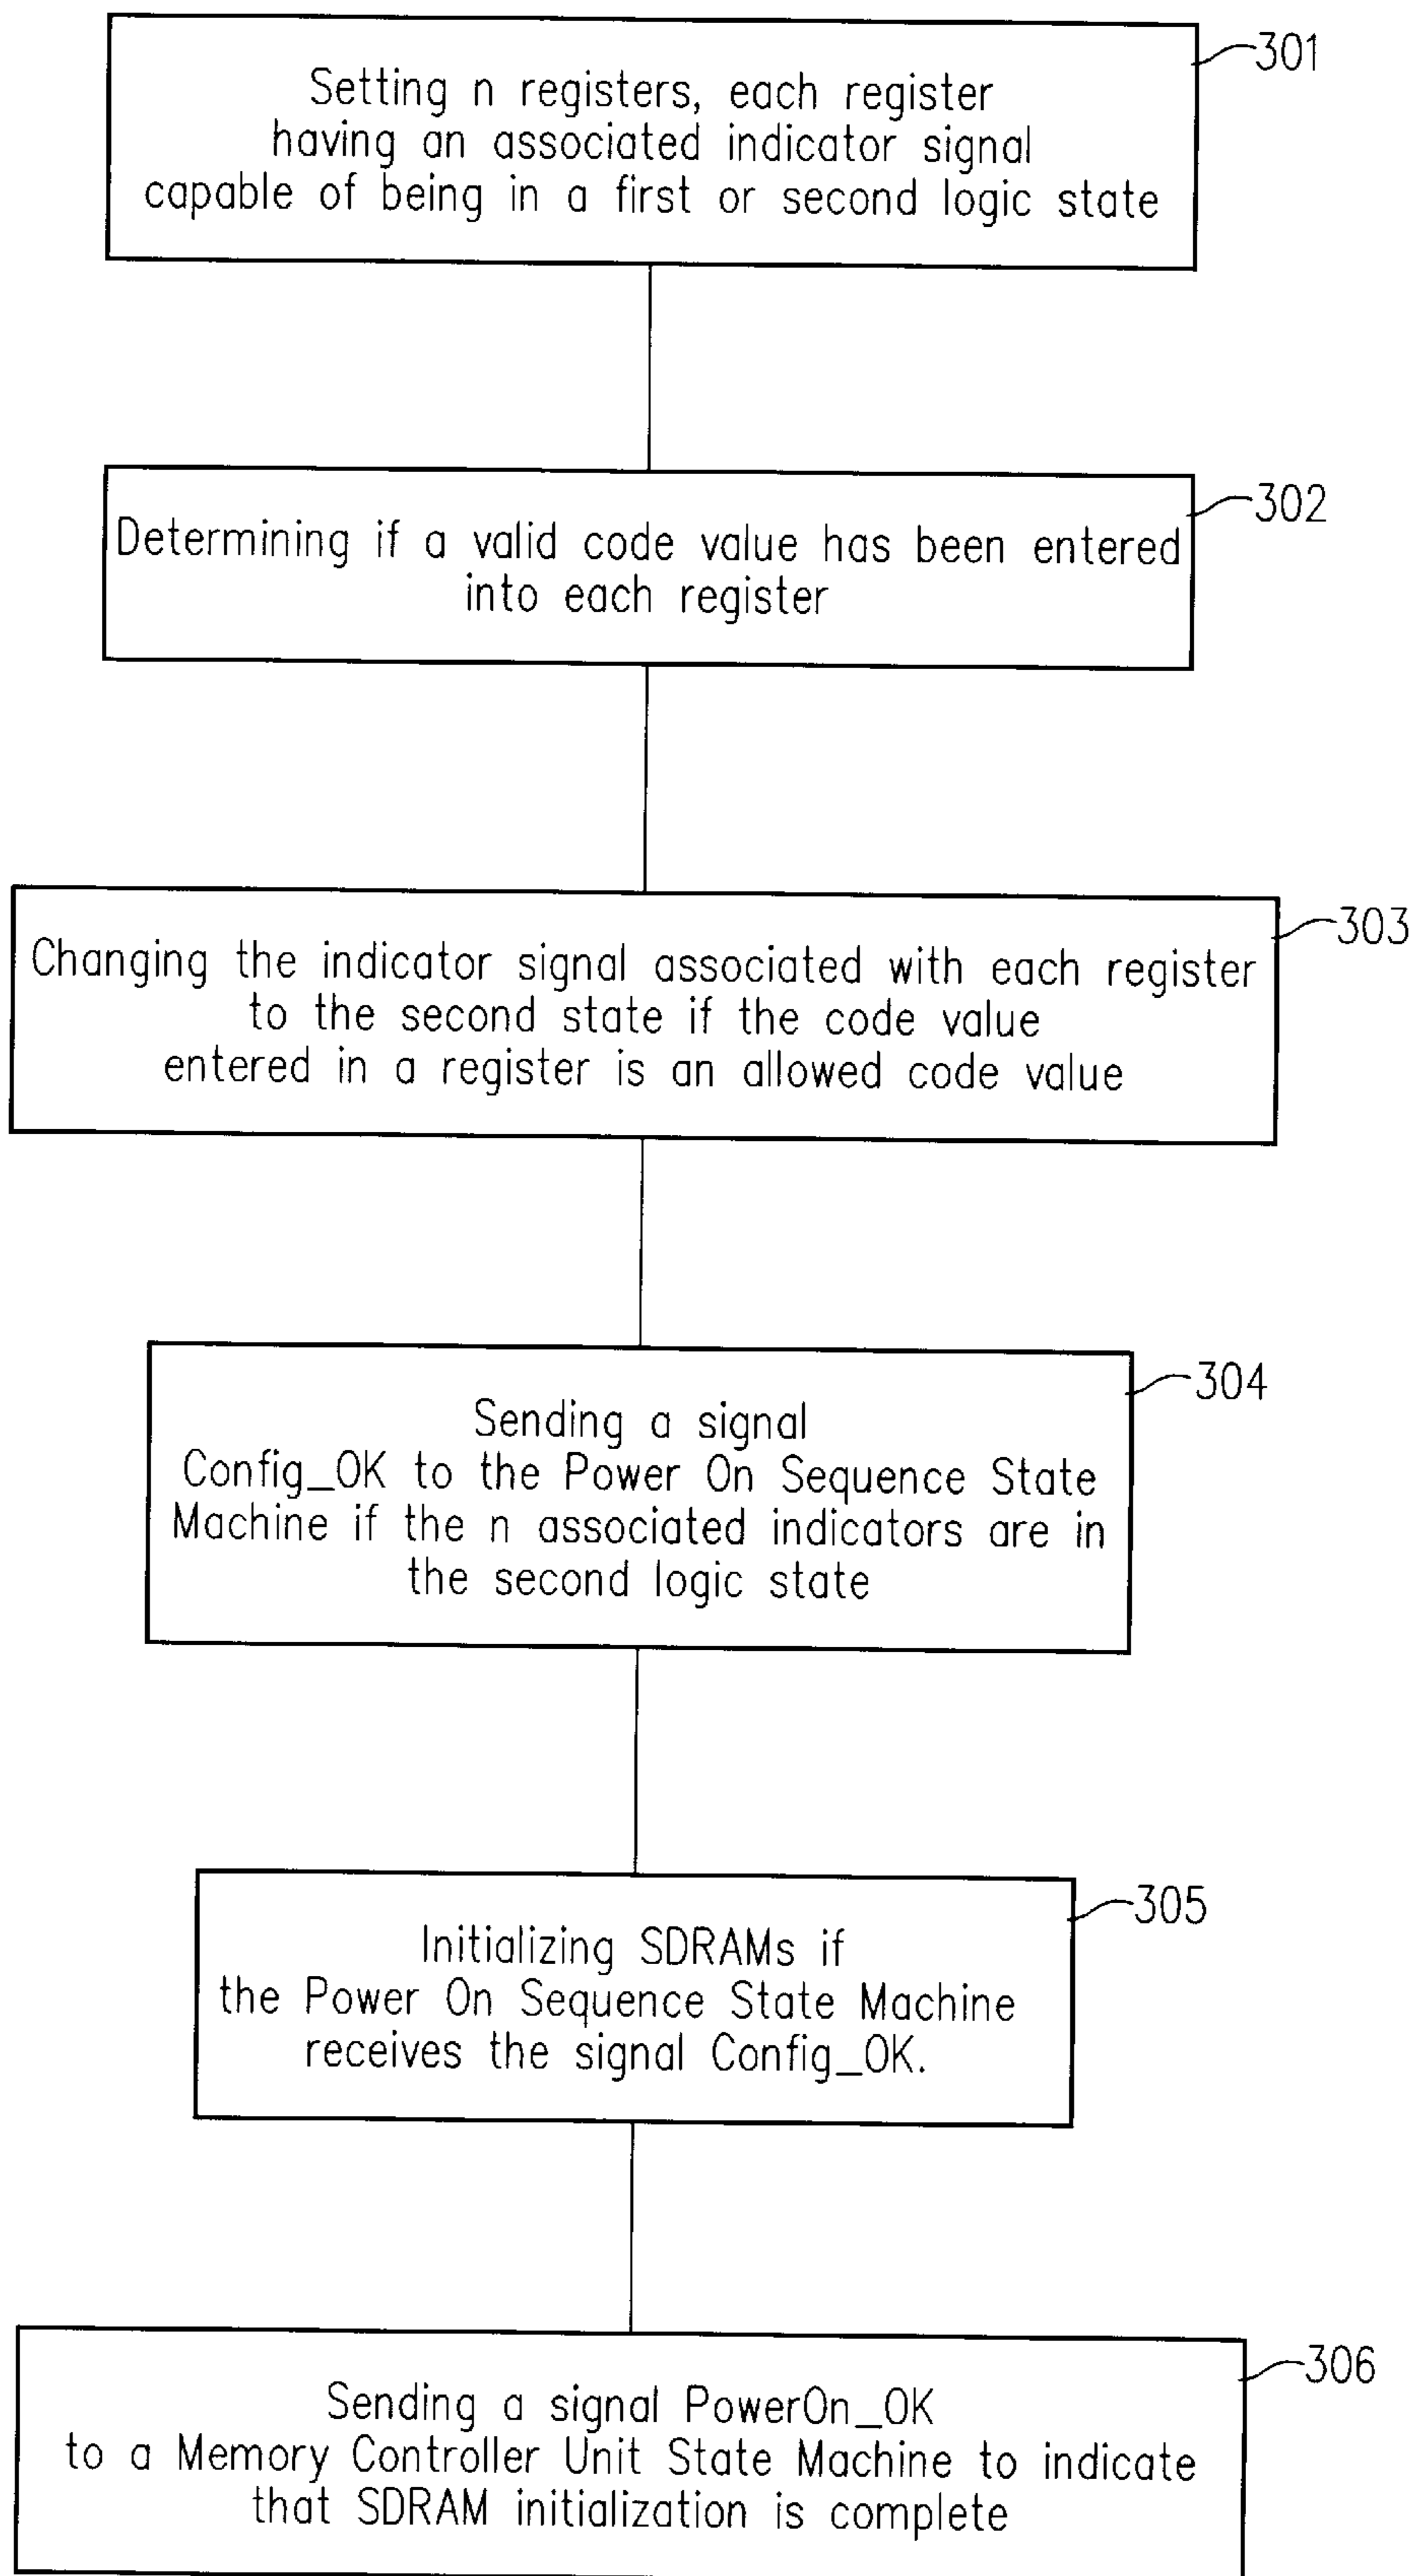 301
Setting n registers, each register
having an associated indicator signal
capable of being in a first or second logic state
302
Determining if a valid code value has been entered
into each register
303
Changing the indicator signal associated with each register
to the second state if the code value
entered in a register is an allowed code value
304
Sending a signal
Config_OK to the Power On Sequence State
Machine if the n associated indicators are in
the second logic state
305
Initializing SDRAMs if
the Power On Sequence State Machine
receives the signal Config_OK.
306
Sending a signal PowerOn_OK
to a Memory Controller Unit State Machine to indicate
that SDRAM initialization is complete